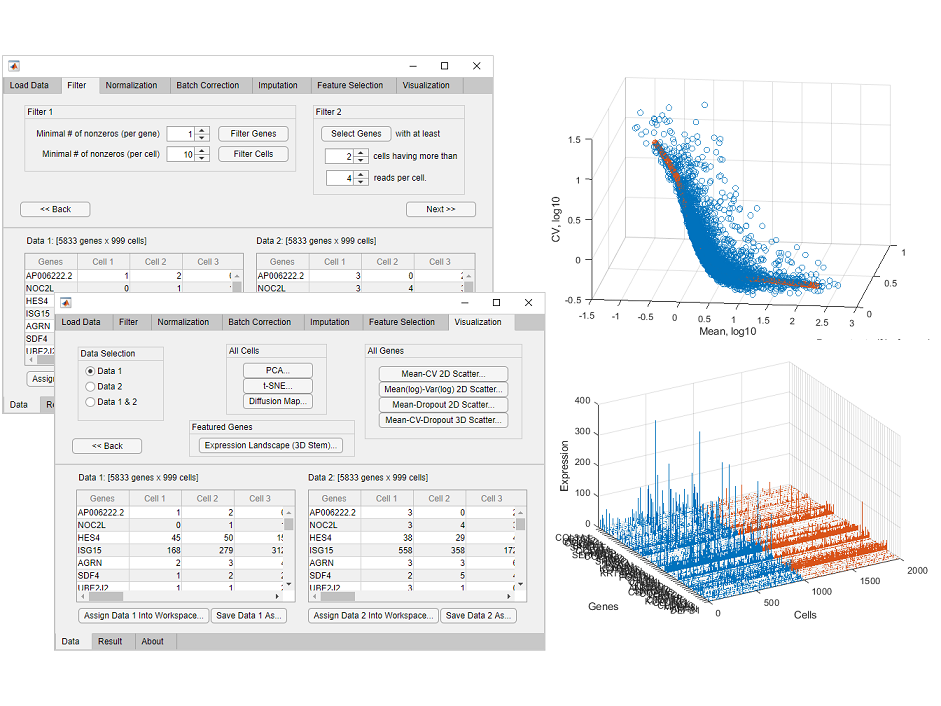 Load Data Filter Normalization Batch Correction Imputation Feature Selection Visualization
Filter 1
Minimal # of nonzeros (per gene) 1 Filter Genes
Minimal # of nonzeros (per cell) 10 Filter Cells
Filter 2
Select Genes with at least
2 cells having more than
4 reads per cell.
<< Back Next >>
Data 1: [5833 genes x 999 cells]
Genes Cell 1 Cell 2 Cell 3
AP006222.2 1 2 0
NOC2L 0 1
HES4
ISG15
AGRN
SDF4
UBE2J2
Data 2: [5833 genes x 999 cells]
Genes Cell 1 Cell 2 Cell 3
AP006222.2 3 0
NOC2L 3 4
Assign
Data Re
Load Data Filter Normalization Batch Correction Imputation Feature Selection Visualization
Data Selection
Data 1
Data 2
Data 1 & 2
All Cells
PCA...
t-SNE...
Diffusion Map...
All Genes
Mean-CV 2D Scatter...
Mean(log)-Var(log) 2D Scatter...
Mean-Dropout 2D Scatter...
Mean-CV-Dropout 3D Scatter...
Featured Genes
Expression Landscape (3D Stem)...
<< Back
Data 1: [5833 genes x 999 cells]
Genes Cell 1 Cell 2 Cell 3
AP006222.2 1 2
NOC2L 0 1
HES4 45 50
ISG15 168 279 312
AGRN 2 3
SDF4 1 2
UBE2J2 1 1
Assign Data 1 Into Workspace... Save Data 1 As...
Data 2: [5833 genes x 999 cells]
Genes Cell 1 Cell 2 Cell 3
AP006222.2 3 0
NOC2L 3 4
HES4 38 29
ISG15 558 358 172
AGRN 3 3
SDF4 2 5
UBE2J2 3 1
Assign Data 2 Into Workspace... Save Data 2 As...
Data Result About
CV, log10
1.5
1
0.5
0
-0.5
-1.5 -1 -0.5 0 0.5 1 1.5 2 2.5 3
Mean, log10
0 0.5 1
Expression
400
300
200
100
0
Genes
0 500 1000 1500 2000
Cells